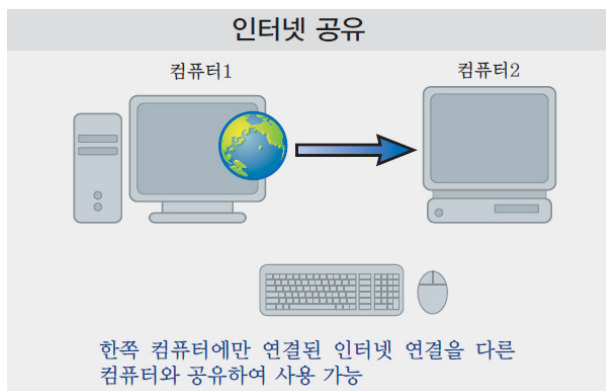 인터넷 공유
컴퓨터1 컴퓨터2
한쪽 컴퓨터에만 연결된 인터넷 연결을 다른
컴퓨터와 공유하여 사용 가능